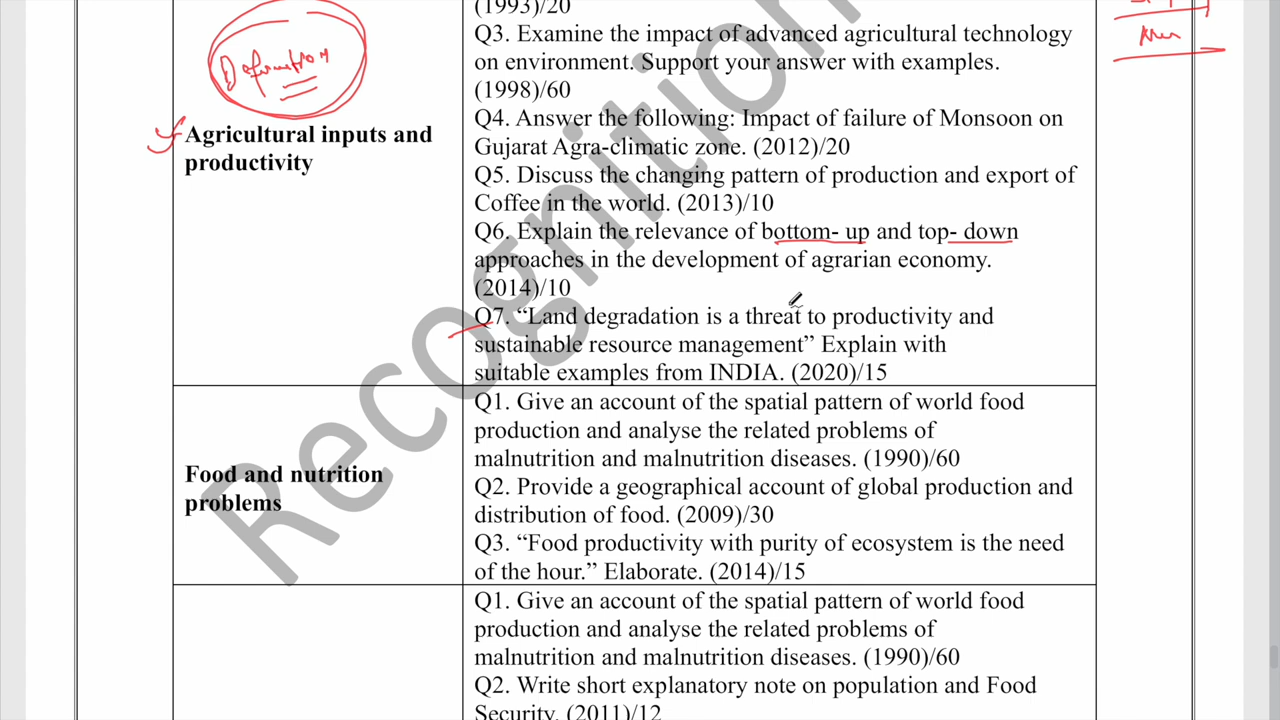 (1993)/20
Definition
Q3. Examine the impact of advanced agricultural technology
on environment. Support your answer with examples.
(1998)/60
Agricultural inputs and
productivity
Q4. Answer the following: Impact of failure of Monsoon on
Gujarat Agra-climatic zone. (2012)/20
Q5. Discuss the changing pattern of production and export of
Coffee in the world. (2013)/10
Q6. Explain the relevance of bottom- up and top- down
approaches in the development of agrarian economy.
(2014)/10
Q7. “Land degradation is a threat to productivity and
sustainable resource management” Explain with
suitable examples from INDIA. (2020)/15
Food and nutrition
problems
Q1. Give an account of the spatial pattern of world food
production and analyse the related problems of
malnutrition and malnutrition diseases. (1990)/60
Q2. Provide a geographical account of global production and
distribution of food. (2009)/30
Q3. “Food productivity with purity of ecosystem is the need
of the hour.” Elaborate. (2014)/15
Q1. Give an account of the spatial pattern of world food
production and analyse the related problems of
malnutrition and malnutrition diseases. (1990)/60
Q2. Write short explanatory note on population and Food
Security. (2011)/12
Recognition